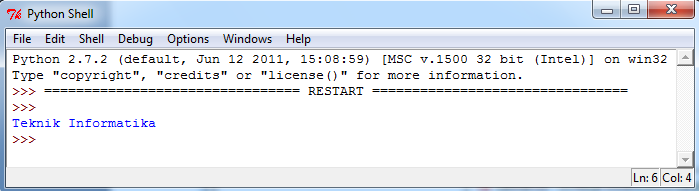 Python Shell
File Edit Shell Debug Options Windows Help
Python 2.7.2 (default, Jun 12 2011, 15:08:59) [MSC v.1500 32 bit (Intel)] on win32
Type "copyright", "credits" or "license()" for more information.
>>> ================================ RESTART ================================
>>>
Teknik Informatika
>>>
Ln: 6 Col: 4